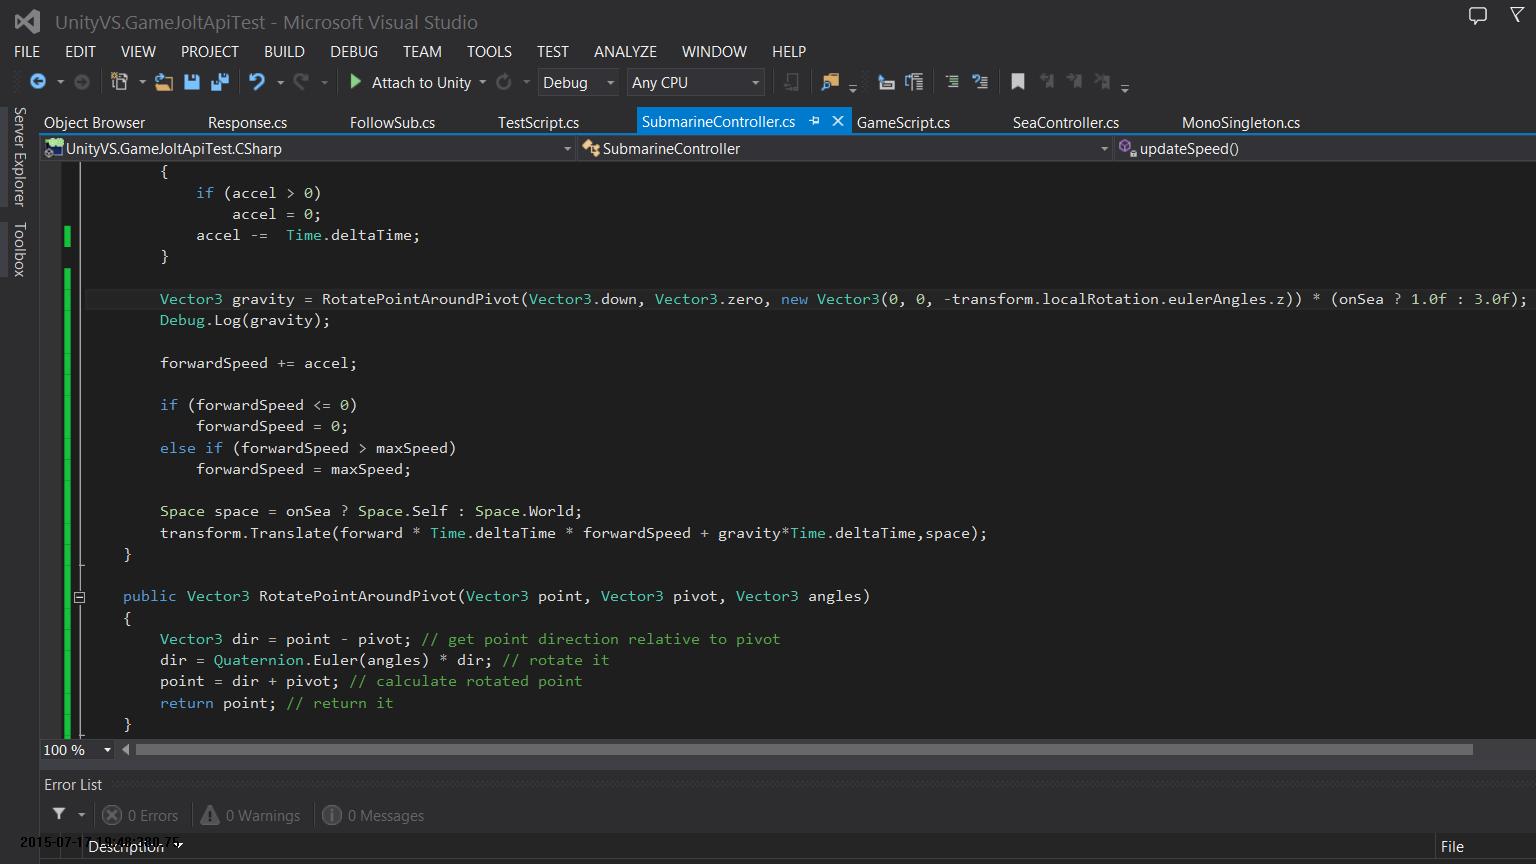 UnityVS.GameJoltApiTest - Microsoft Visual Studio
FILE EDIT VIEW PROJECT BUILD DEBUG TEAM TOOLS TEST ANALYZE WINDOW HELP
Attach to Unity Debug Any CPU
Server Explorer
Toolbox
Object Browser Response.cs FollowSub.cs TestScript.cs SubmarineController.cs GameScript.cs SeaController.cs MonoSingleton.cs
UnityVS.GameJoltApiTest.CSharp SubmarineController updateSpeed()
{
if (accel > 0)
accel = 0;
accel -=  Time.deltaTime;
}
Vector3 gravity = RotatePointAroundPivot(Vector3.down, Vector3.zero, new Vector3(0, 0, -transform.localRotation.eulerAngles.z)) * (onSea ? 1.0f : 3.0f);
Debug.Log(gravity);
forwardSpeed += accel;
if (forwardSpeed <= 0)
forwardSpeed = 0;
else if (forwardSpeed > maxSpeed)
forwardSpeed = maxSpeed;
Space space = onSea ? Space.Self : Space.World;
transform.Translate(forward * Time.deltaTime * forwardSpeed + gravity*Time.deltaTime,space);
}
public Vector3 RotatePointAroundPivot(Vector3 point, Vector3 pivot, Vector3 angles)
{
Vector3 dir = point - pivot; // get point direction relative to pivot
dir = Quaternion.Euler(angles) * dir; // rotate it
point = dir + pivot; // calculate rotated point
return point; // return it
}
100 %
Error List
0 Errors 0 Warnings 0 Messages
Description File